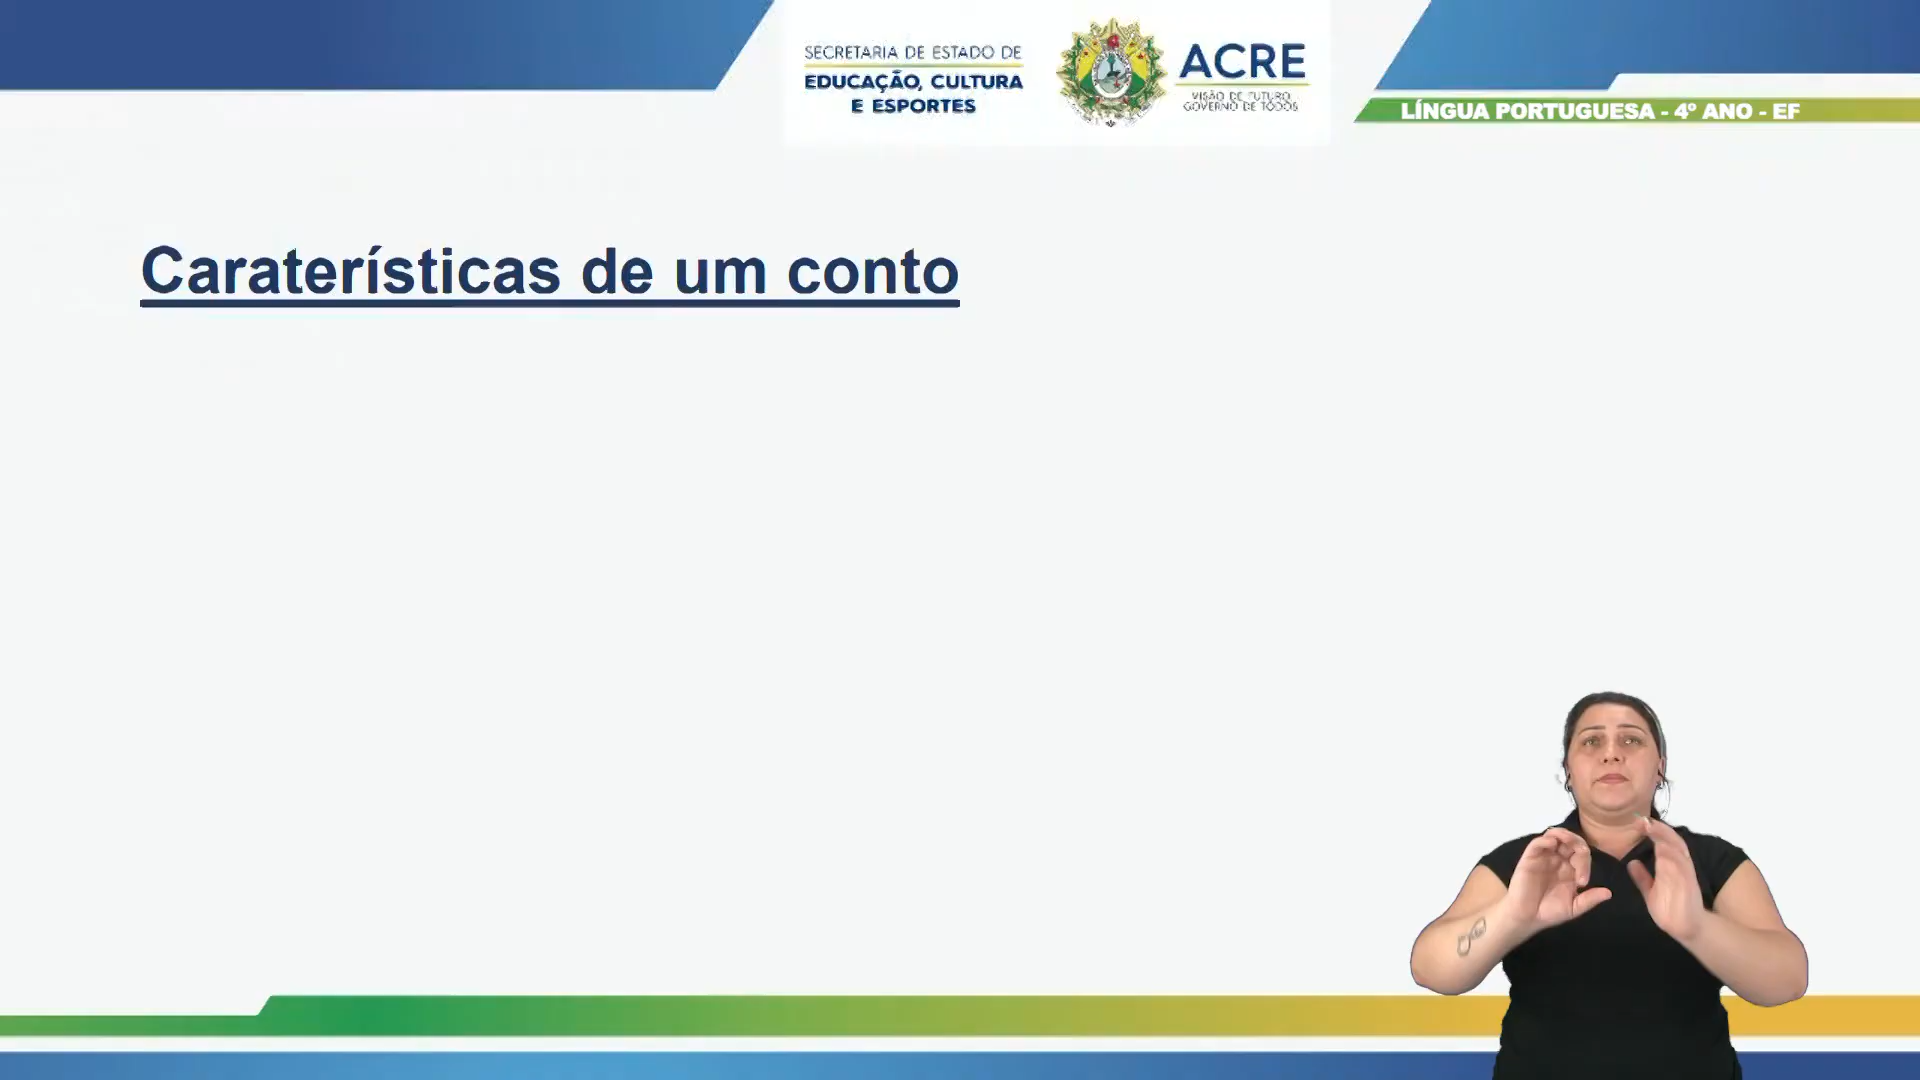 SECRETARIA DE ESTADO DE
EDUCAÇÃO, CULTURA
E ESPORTES
ACRE
VISÃO DE FUTURO
GOVERNO DE TODOS
LÍNGUA PORTUGUESA - 4º ANO - EF
Caraterísticas de um conto